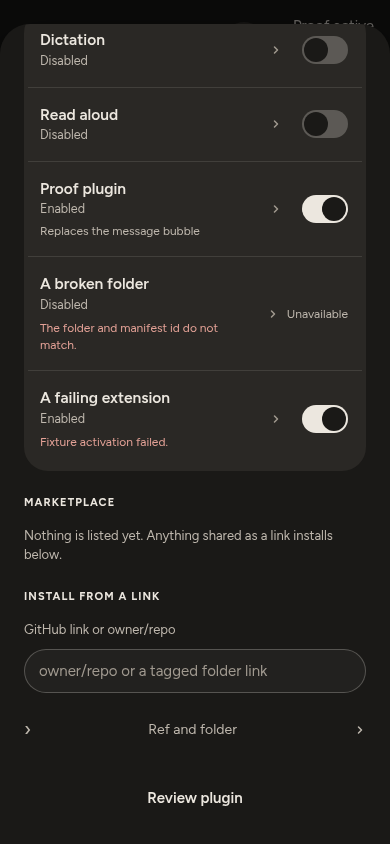 Proof active
Dictation
Disabled
Read aloud
Disabled
Proof plugin
Enabled
Replaces the message bubble
A broken folder
Disabled
Unavailable
The folder and manifest id do not
match.
A failing extension
Enabled
Fixture activation failed.
MARKETPLACE
Nothing is listed yet. Anything shared as a link installs
below.
INSTALL FROM A LINK
GitHub link or owner/repo
owner/repo or a tagged folder link
Ref and folder
Review plugin